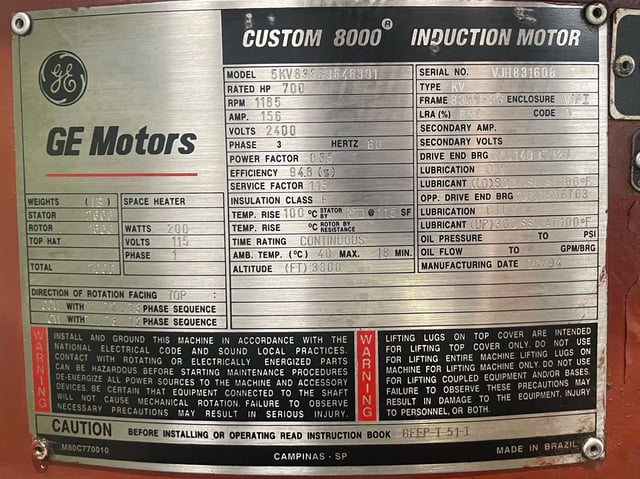 GE
GE Motors
CUSTOM 8000® INDUCTION MOTOR
MODEL
RATED HP 700
RPM 1185
AMP. 156
VOLTS 2400
PHASE 3 HERTZ 60
POWER FACTOR
EFFICIENCY 94.9 (%)
SERVICE FACTOR
INSULATION CLASS F
TEMP. RISE 100 °C STATOR BY @ SF
TEMP. RISE °C ROTOR BY RESISTANCE
TIME RATING CONTINUOUS
AMB. TEMP. (°C) 40 MAX. -18 MIN.
ALTITUDE (FT) 3300
SERIAL NO. VJH831608
TYPE KV
FRAME ENCLOSURE
LRA (%) CODE
SECONDARY AMP.
SECONDARY VOLTS
DRIVE END BRG
LUBRICATION
LUBRICANT
OPP. DRIVE END BRG
LUBRICATION OIL
LUBRICANT
OIL PRESSURE TO PSI
OIL FLOW TO GPM/BRG
MANUFACTURING DATE
WEIGHTS
STATOR
ROTOR
TOP HAT
TOTAL
SPACE HEATER
WATTS 200
VOLTS 115
PHASE 1
DIRECTION OF ROTATION FACING TOP :
WITH PHASE SEQUENCE
WITH PHASE SEQUENCE
WARNING
INSTALL AND GROUND THIS MACHINE IN ACCORDANCE WITH THE
NATIONAL ELECTRICAL CODE AND SOUND LOCAL PRACTICES.
CONTACT WITH ROTATING OR ELECTRICALLY ENERGIZED PARTS
CAN BE HAZARDOUS. BEFORE STARTING MAINTENANCE PROCEDURES
DE-ENERGIZE ALL POWER SOURCES TO THE MACHINE AND ACCESSORY
DEVICES BE CERTAIN THAT EQUIPMENT CONNECTED TO THE SHAFT
WILL NOT CAUSE MECHANICAL ROTATION FAILURE TO OBSERVE
NECESSARY PRECAUTIONS MAY RESULT IN SERIOUS INJURY.
WARNING
LIFTING LUGS ON TOP COVER ARE INTENDED
FOR LIFTING TOP COVER ONLY. DO NOT USE
FOR LIFTING ENTIRE MACHINE. LIFTING LUGS ON
MACHINE FOR LIFTING MACHINE ONLY. DO NOT USE
FOR LIFTING COUPLED EQUIPMENT AND/OR BASES.
FAILURE TO OBSERVE THESE PRECAUTIONS MAY
RESULT IN DAMAGE TO THE EQUIPMENT, INJURY
TO PERSONNEL, OR BOTH.
CAUTION BEFORE INSTALLING OR OPERATING READ INSTRUCTION BOOK GEEP-T-51-I
M80C770010
CAMPINAS - SP
MADE IN BRAZIL